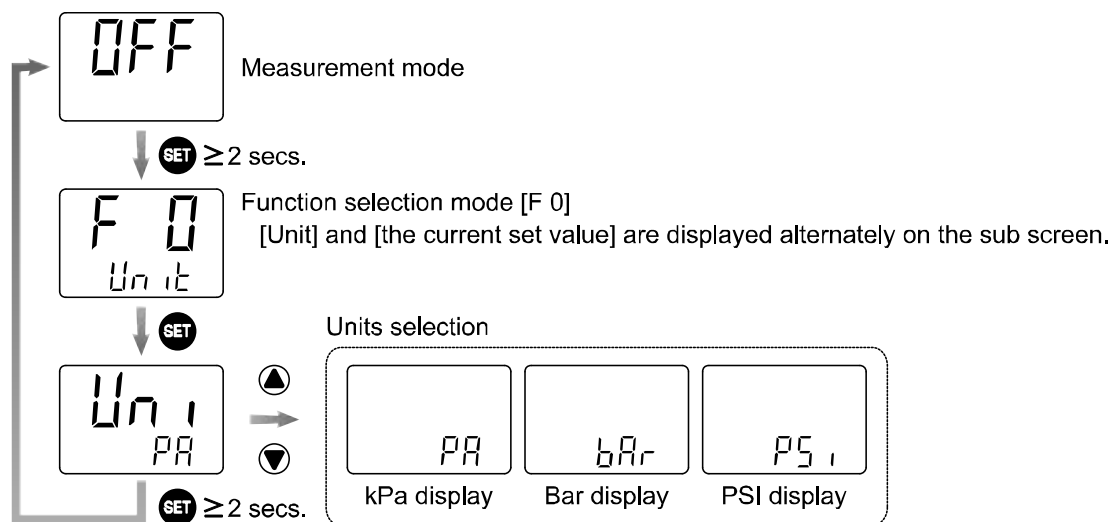 OFF
Measurement mode
SET ≥2 secs.
F 0
Unit
Function selection mode [F 0]
[Unit] and [the current set value] are displayed alternately on the sub screen.
SET
Uni
PA
Units selection
PA
bAr
PSi
kPa display
Bar display
PSI display
SET ≥2 secs.